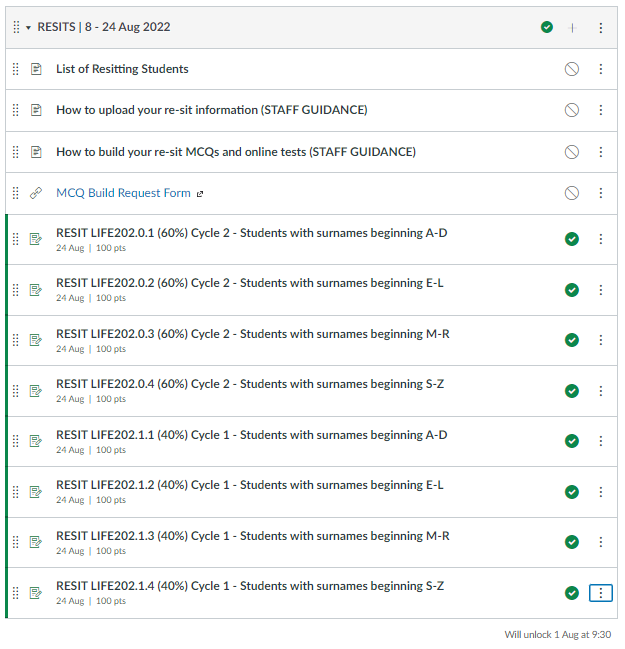 RESITS | 8 - 24 Aug 2022
List of Resitting Students
How to upload your re-sit information (STAFF GUIDANCE)
How to build your re-sit MCQs and online tests (STAFF GUIDANCE)
MCQ Build Request Form
RESIT LIFE202.0.1 (60%) Cycle 2 - Students with surnames beginning A-D
24 Aug | 100 pts
RESIT LIFE202.0.2 (60%) Cycle 2 - Students with surnames beginning E-L
24 Aug | 100 pts
RESIT LIFE202.0.3 (60%) Cycle 2 - Students with surnames beginning M-R
24 Aug | 100 pts
RESIT LIFE202.0.4 (60%) Cycle 2 - Students with surnames beginning S-Z
24 Aug | 100 pts
RESIT LIFE202.1.1 (40%) Cycle 1 - Students with surnames beginning A-D
24 Aug | 100 pts
RESIT LIFE202.1.2 (40%) Cycle 1 - Students with surnames beginning E-L
24 Aug | 100 pts
RESIT LIFE202.1.3 (40%) Cycle 1 - Students with surnames beginning M-R
24 Aug | 100 pts
RESIT LIFE202.1.4 (40%) Cycle 1 - Students with surnames beginning S-Z
24 Aug | 100 pts
Will unlock 1 Aug at 9:30